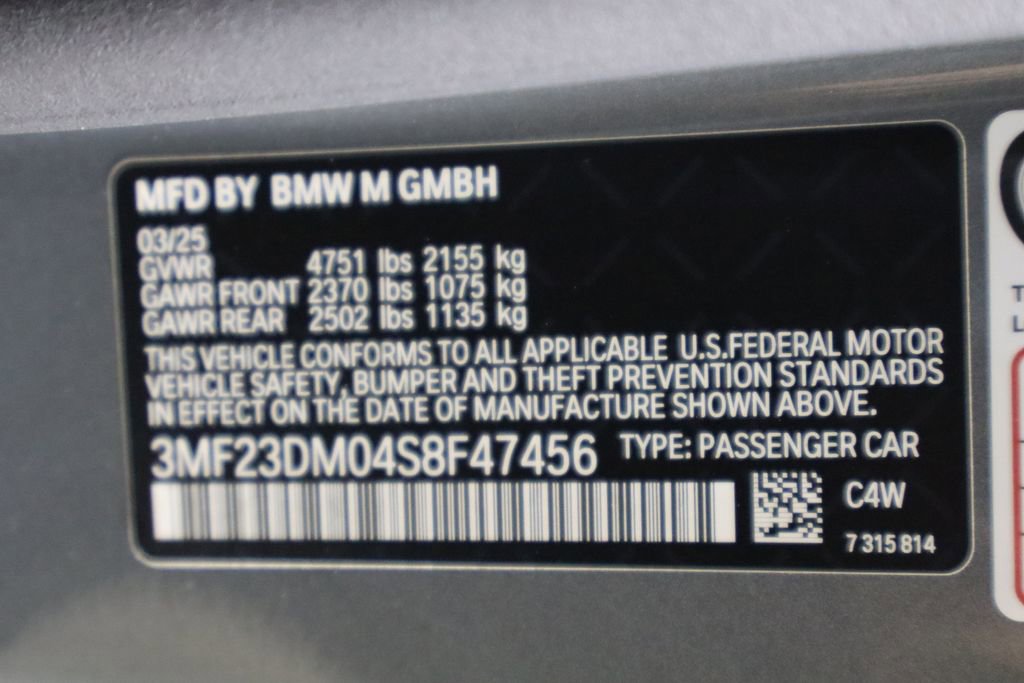 MFD BY BMW M GMBH
03/25
GVWR 4751 lbs 2155 kg
GAWR FRONT 2370 lbs 1075 kg
GAWR REAR 2502 lbs 1135 kg
THIS VEHICLE CONFORMS TO ALL APPLICABLE U.S.FEDERAL MOTOR
VEHICLE SAFETY, BUMPER AND THEFT PREVENTION STANDARDS
IN EFFECT ON THE DATE OF MANUFACTURE SHOWN ABOVE.
3MF23DM04S8F47456 TYPE: PASSENGER CAR
C4W
7 315 814